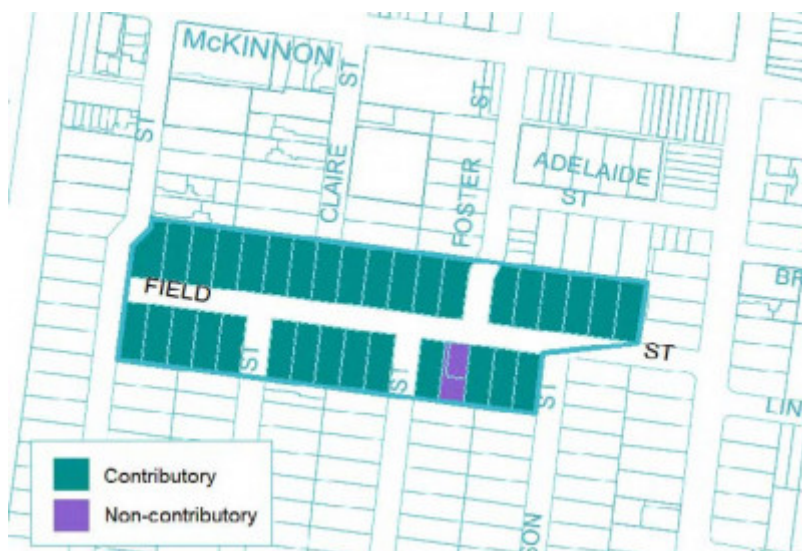 McKINNON
ST
ST
ST
CLAIRE
FOSTER
ADELAIDE
ST
FIELD
BR
ST
ST
ST
ST
LIN
SON
Contributory
Non-contributory